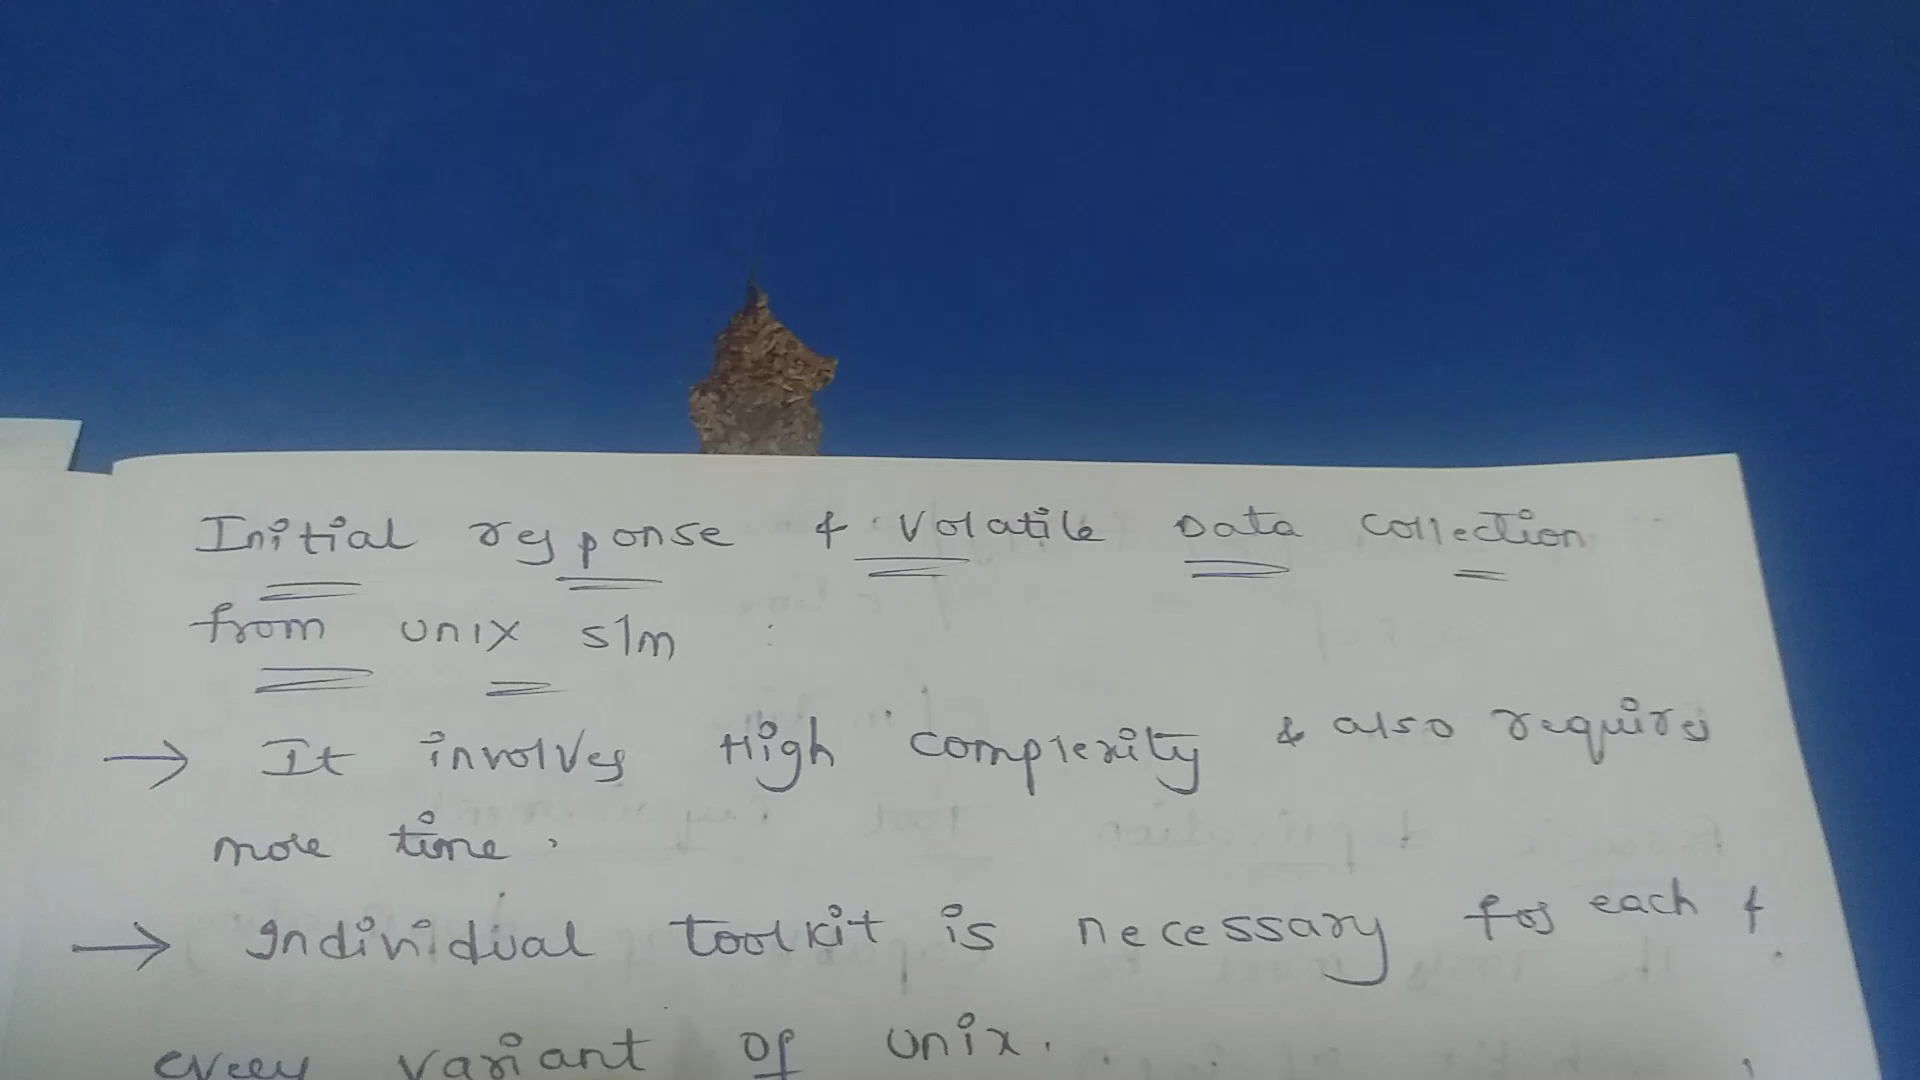 Initial response & Volatile Data Collection
from unix s/m :
→ It involves High complexity & also requires
more time.
→ Individual toolkit is necessary for each &
every variant of unix.